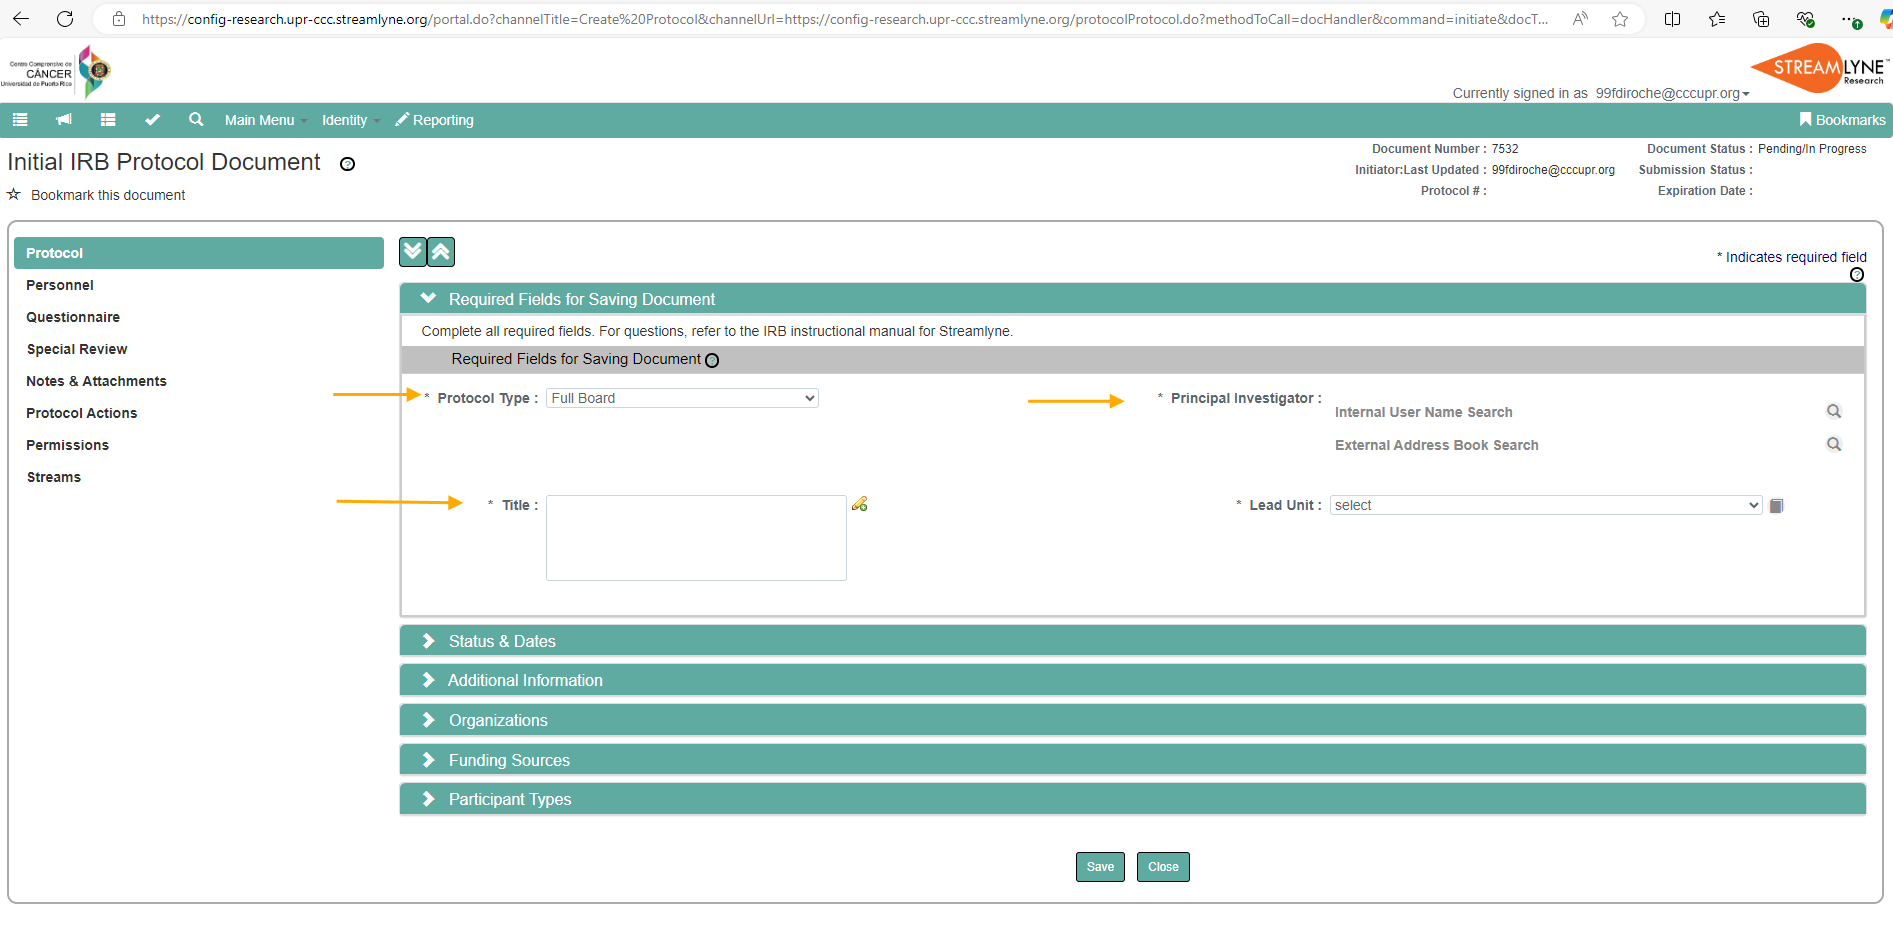 https://config-research.upr-ccc.streamlyne.org/portal.do?channelTitle=Create%20Protocol&channelUrl=https://config-research.upr-ccc.streamlyne.org/protocolProtocol.do?methodToCall=docHandler&command=initiate&docT...
Centro Comprensivo de
CÁNCER
Universidad de Puerto Rico
STREAMLYNE
Research
Currently signed in as 99fdiroche@cccupr.org
Main Menu Identity Reporting Bookmarks
Initial IRB Protocol Document
Document Number : 7532 Document Status : Pending/In Progress
Initiator:Last Updated : 99fdiroche@cccupr.org Submission Status :
Protocol # : Expiration Date :
Bookmark this document
Protocol
Personnel
Questionnaire
Special Review
Notes & Attachments
Protocol Actions
Permissions
Streams
* Indicates required field
Required Fields for Saving Document
Complete all required fields. For questions, refer to the IRB instructional manual for Streamlyne.
Required Fields for Saving Document
* Protocol Type : Full Board * Principal Investigator :
Internal User Name Search
External Address Book Search
* Title : * Lead Unit : select
Status & Dates
Additional Information
Organizations
Funding Sources
Participant Types
Save Close